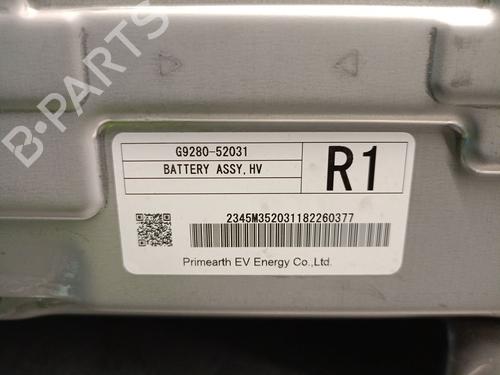 B-PARTS
G9280-52031
BATTERY ASSY,HV
R1
2345M352031182260377
Primearth EV Energy Co.,Ltd.